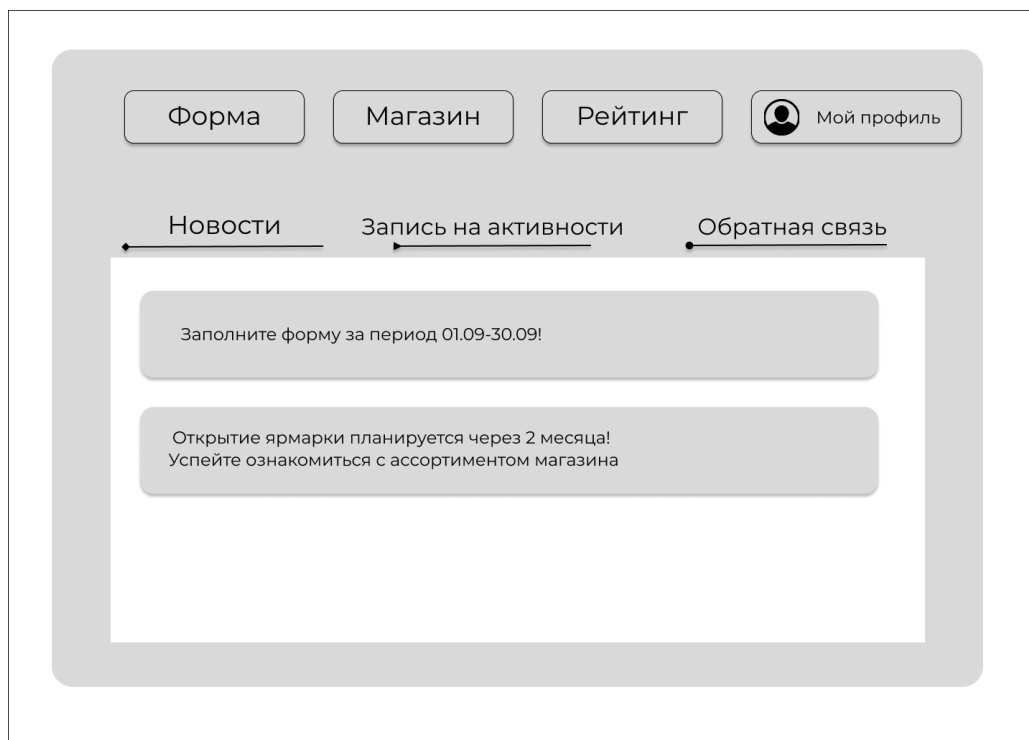 Форма
Магазин
Рейтинг
Мой профиль
Новости
Запись на активности
Обратная связь
Заполните форму за период 01.09-30.09!
Открытие ярмарки планируется через 2 месяца!
Успейте ознакомиться с ассортиментом магазина